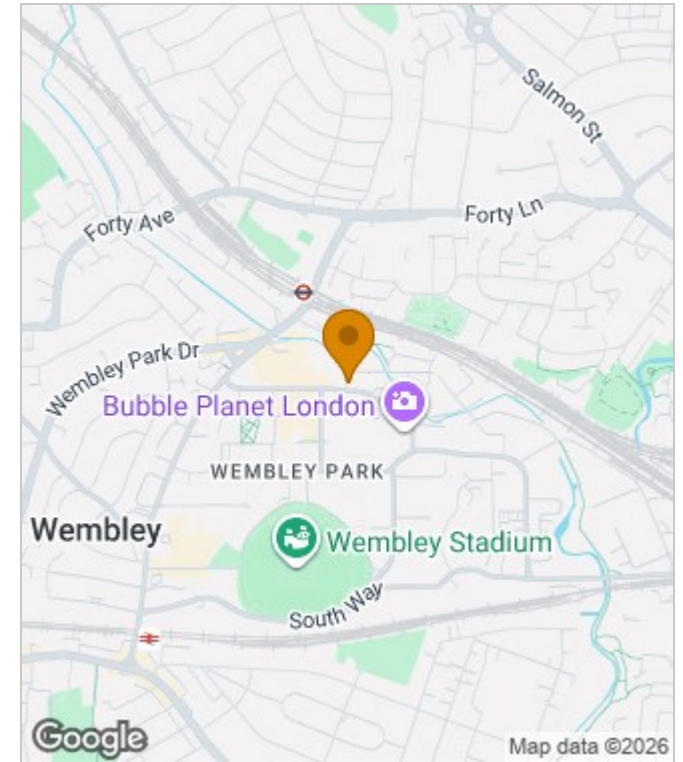 Salmon St
Forty Ln
Forty Ave
Wembley Park Dr
Bubble Planet London
WEMBLEY PARK
Wembley
Wembley Stadium
South Way
Google
Map data ©2026